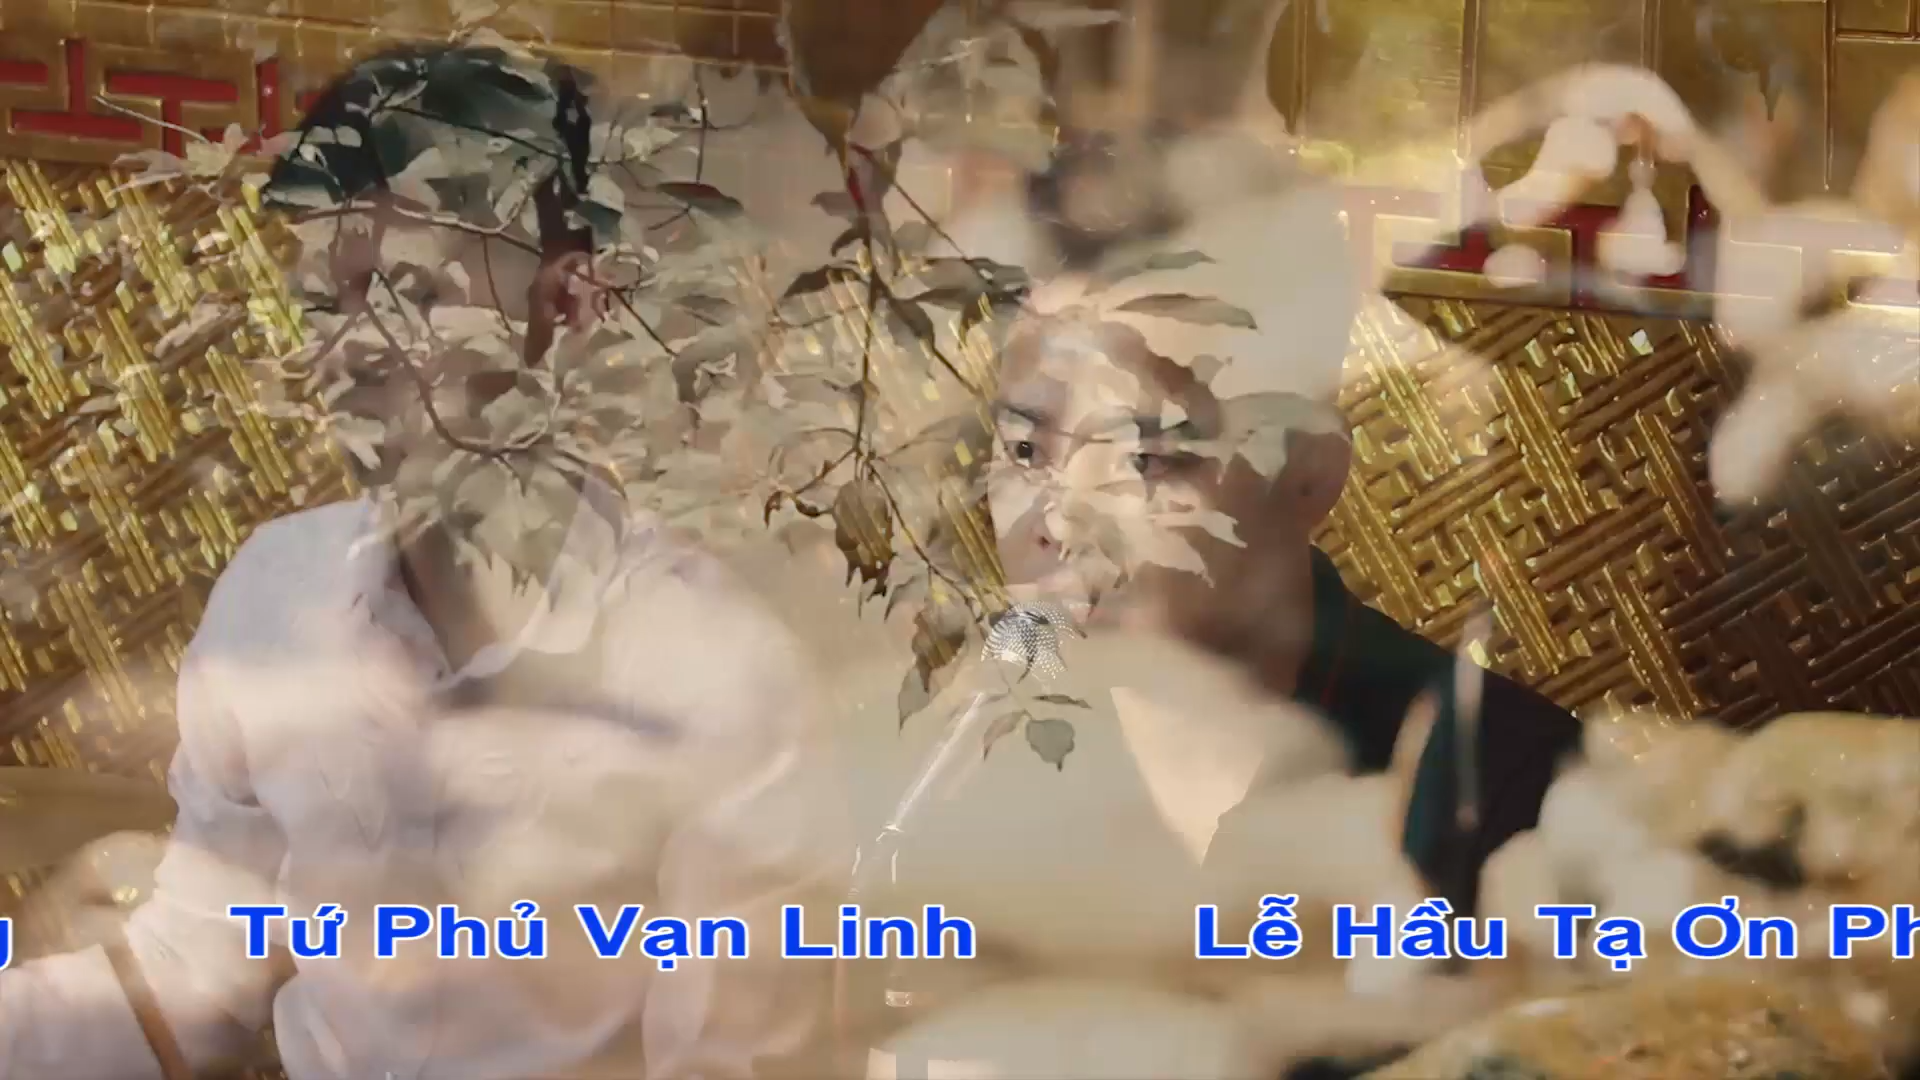 Tứ Phủ Vạn Linh Lễ Hầu Tạ Ơn